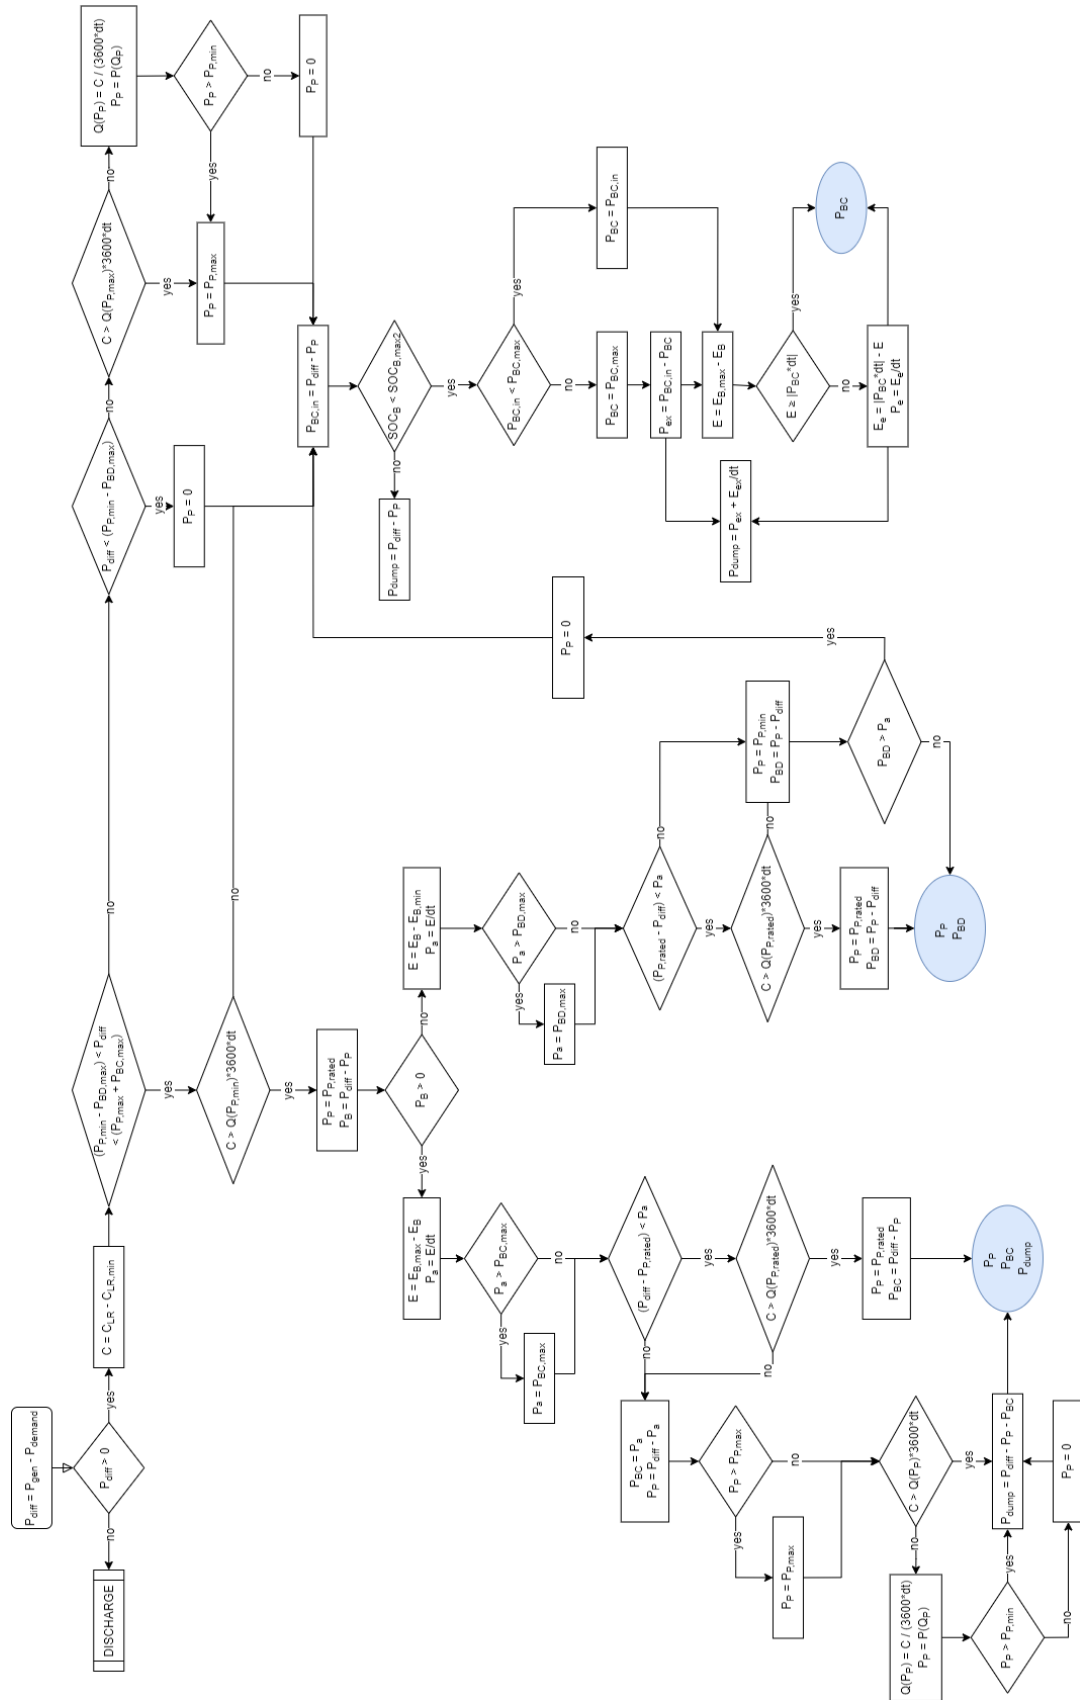 P_diff = P_gen - P_demand
P_diff > 0
no
DISCHARGE
yes
C = C_LR - C_LR,min
(P_P,min - P_BD,max) < P_diff
< (P_P,max + P_BC,max)
no
P_diff < (P_P,min - P_BD,max)
no
C > Q(P_P,max)*3600*dt
no
Q(P_P) = C / (3600*dt)
P_P = P(Q_P)
P_P > P_P,min
no
P_P = 0
yes
yes
P_P = P_P,max
yes
P_P = 0
yes
C > Q(P_P,min)*3600*dt
no
P_BC,in = P_diff - P_P
SOC_B < SOC_B,max2
no
P_dump = P_diff - P_P
yes
P_BC,in < P_BC,max
yes
P_BC = P_BC,in
no
P_BC = P_BC,max
P_ex = P_BC,in - P_BC
E = E_B,max - E_B
E ≥ |P_BC*dt|
yes
P_BC
no
E_e = |P_BC*dt| - E
P_e = E_e/dt
P_dump = P_ex + E_ex/dt
yes
P_P = P_P,rated
P_B = P_diff - P_P
P_B > 0
no
E = E_B - E_B,min
P_a = E/dt
P_a > P_BD,max
yes
Pa = P_BD,max
no
(P_P,rated - P_diff) < P_a
no
P_P = P_P,min
P_BD = P_P - P_diff
yes
C > Q(P_P,rated)*3600*dt
no
yes
P_P = P_P,rated
P_BD = P_P - P_diff
P_BD > P_a
yes
P_P = 0
no
P_P
P_BD
yes
E = E_B,max - E_B
P_a = E/dt
P_a > P_BC,max
yes
Pa = P_BC,max
no
(P_diff - P_P,rated) < P_a
yes
C > Q(P_P,rated)*3600*dt
yes
P_P = P_P,rated
P_BC = P_diff - P_P
no
no
P_BC = P_a
P_P = P_diff - P_a
P_P > P_P,max
yes
P_P = P_P,max
no
C > Q(P_P)*3600*dt
no
Q(P_P) = C / (3600*dt)
P_P = P(Q_P)
yes
P_dump = P_diff - P_P - P_BC
P_P > P_P,min
yes
no
P_P = 0
P_P
P_BC
P_dump